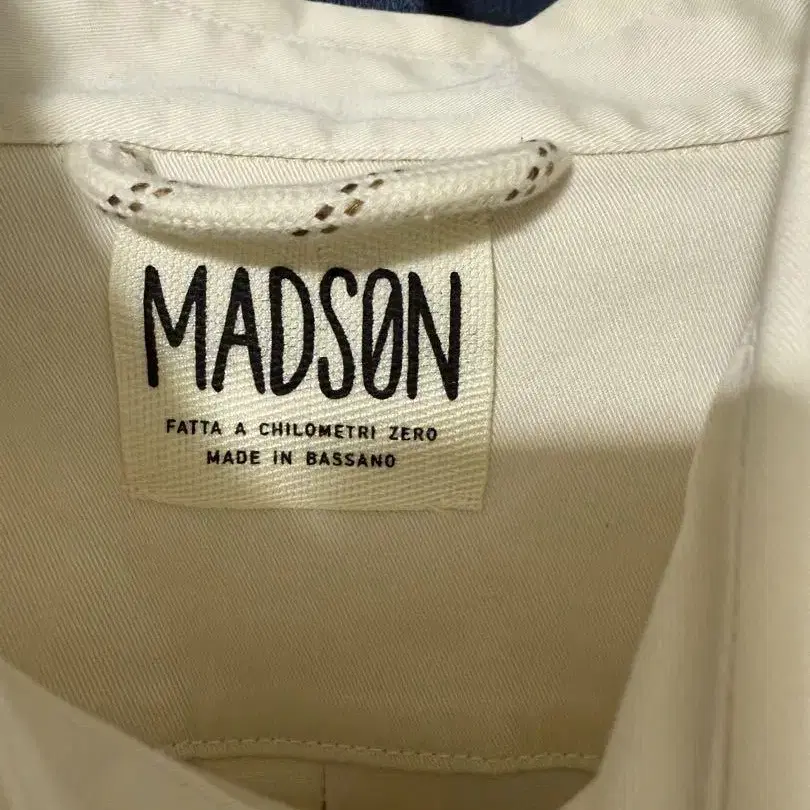 MADSØN
FATTA A CHILOMETRI ZERO
MADE IN BASSANO